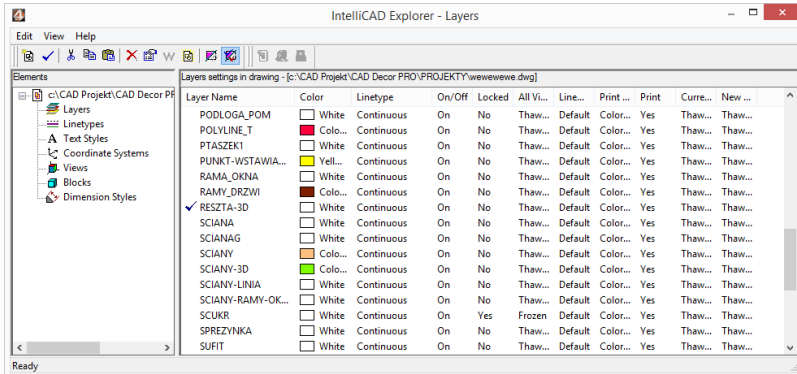 IntelliCAD Explorer - Layers
Edit View Help
Elements
Layers settings in drawing - [c:\CAD Projekt\CAD Decor PRO\PROJEKTY\wewewewe.dwg]
c:\CAD Projekt\CAD Decor PF
Layers
Linetypes
Text Styles
Coordinate Systems
Views
Blocks
Dimension Styles
Layer Name Color Linetype On/Off Locked All Vi... Line... Print ... Print Curre... New ...
PODLOGA_POM White Continuous On No Thaw... Default Color... Yes Thaw... Thaw...
POLYLINE_T Colo... Continuous On No Thaw... Default Color... Yes Thaw... Thaw...
PTASZEK1 White Continuous On No Thaw... Default Color... Yes Thaw... Thaw...
PUNKT-WSTAWIA... Yell... Continuous On No Thaw... Default Color... Yes Thaw... Thaw...
RAMA_OKNA White Continuous On No Thaw... Default Color... Yes Thaw... Thaw...
RAMY_DRZWI Colo... Continuous On No Thaw... Default Color... Yes Thaw... Thaw...
RESZTA-3D White Continuous On No Thaw... Default Color... Yes Thaw... Thaw...
SCIANA White Continuous On No Thaw... Default Color... Yes Thaw... Thaw...
SCIANAG White Continuous On No Thaw... Default Color... Yes Thaw... Thaw...
SCIANY Colo... Continuous On No Thaw... Default Color... Yes Thaw... Thaw...
SCIANY-3D Colo... Continuous On No Thaw... Default Color... Yes Thaw... Thaw...
SCIANY-LINIA White Continuous On No Thaw... Default Color... Yes Thaw... Thaw...
SCIANY-RAMY-OK... White Continuous On No Thaw... Default Color... Yes Thaw... Thaw...
SCUKR White Continuous On Yes Frozen Default Color... Yes Thaw... Thaw...
SPREZYNKA White Continuous On No Thaw... Default Color... Yes Thaw... Thaw...
SUFIT White Continuous On No Thaw... Default Color... Yes Thaw... Thaw...
Ready